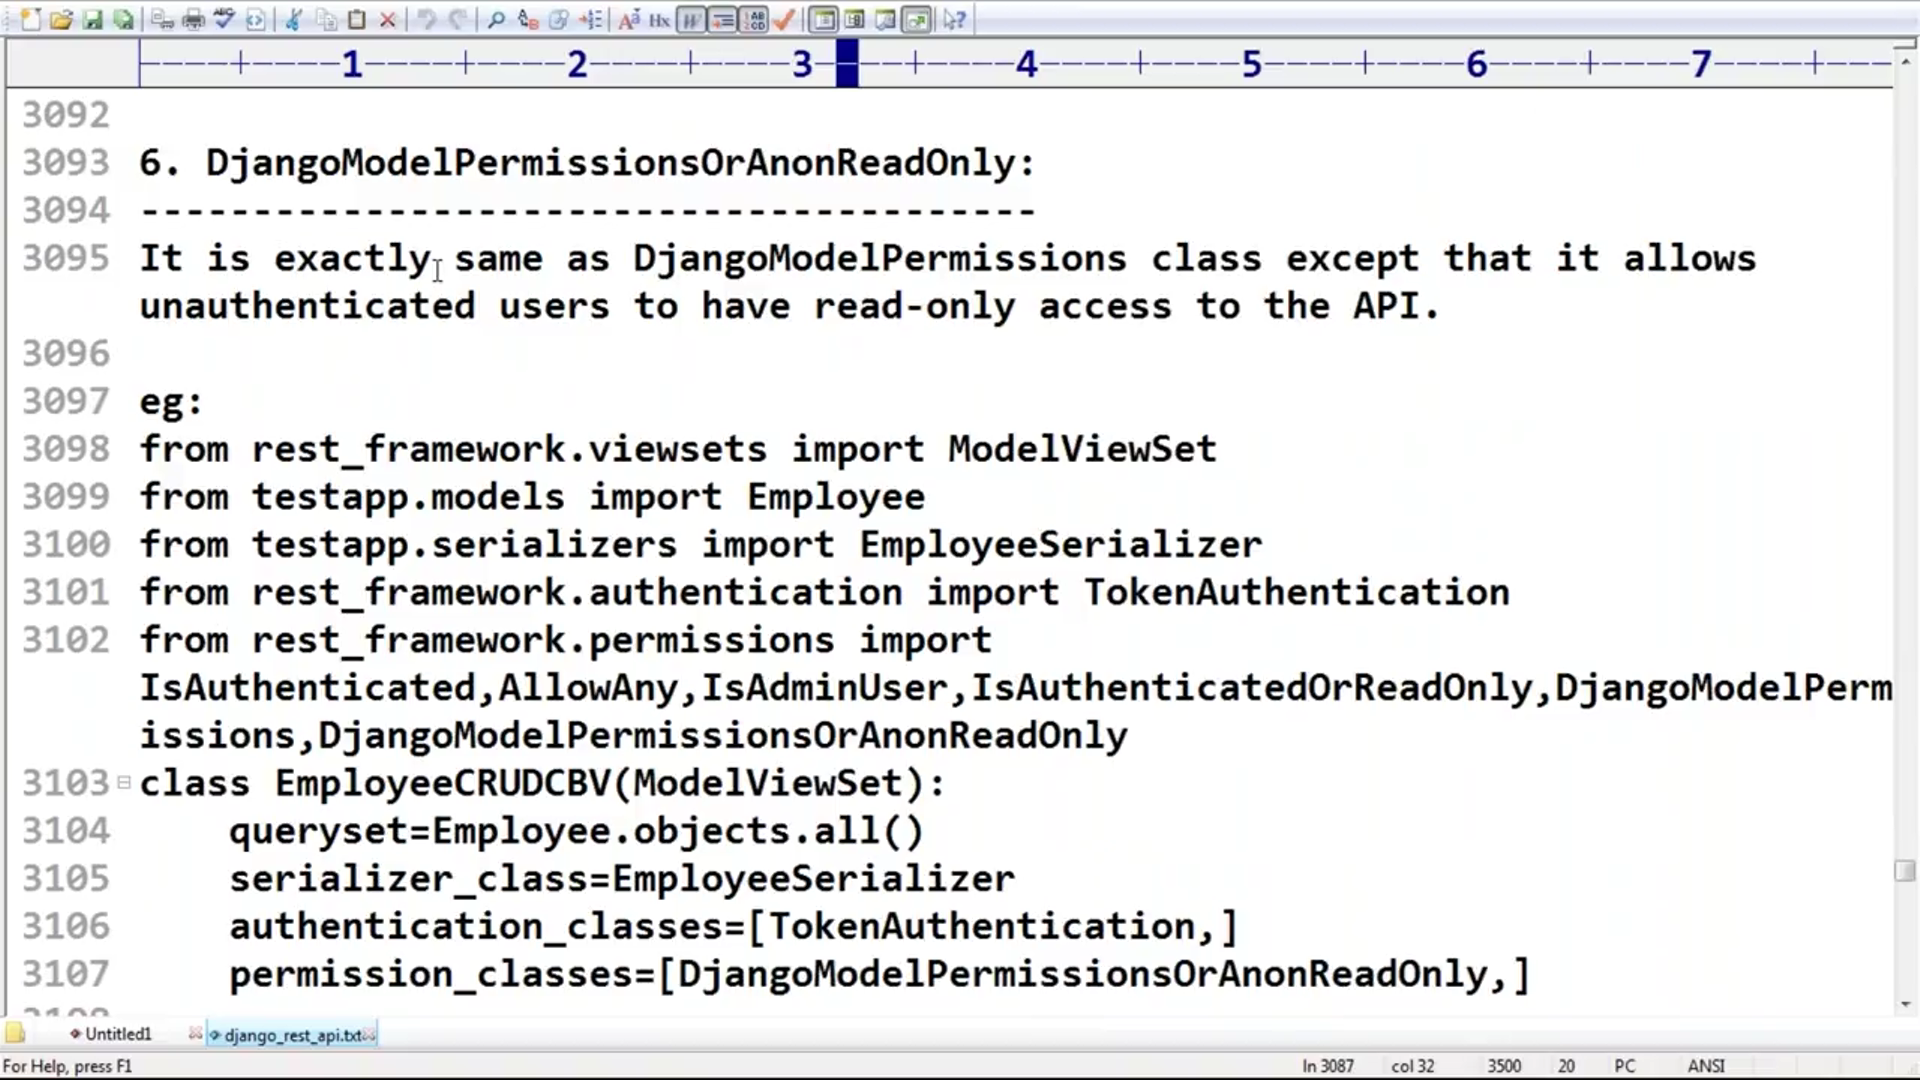 1 2 3 4 5 6 7
3092
3093 6. DjangoModelPermissionsOrAnonReadOnly:
3094 ----------------------------------------
3095 It is exactly same as DjangoModelPermissions class except that it allows
unauthenticated users to have read-only access to the API.
3096
3097 eg:
3098 from rest_framework.viewsets import ModelViewSet
3099 from testapp.models import Employee
3100 from testapp.serializers import EmployeeSerializer
3101 from rest_framework.authentication import TokenAuthentication
3102 from rest_framework.permissions import
IsAuthenticated,AllowAny,IsAdminUser,IsAuthenticatedOrReadOnly,DjangoModelPerm
issions,DjangoModelPermissionsOrAnonReadOnly
3103 class EmployeeCRUDCBV(ModelViewSet):
3104     queryset=Employee.objects.all()
3105     serializer_class=EmployeeSerializer
3106     authentication_classes=[TokenAuthentication,]
3107     permission_classes=[DjangoModelPermissionsOrAnonReadOnly,]
Untitled1 django_rest_api.txt
For Help, press F1 ln 3087 col 32 3500 20 PC ANSI